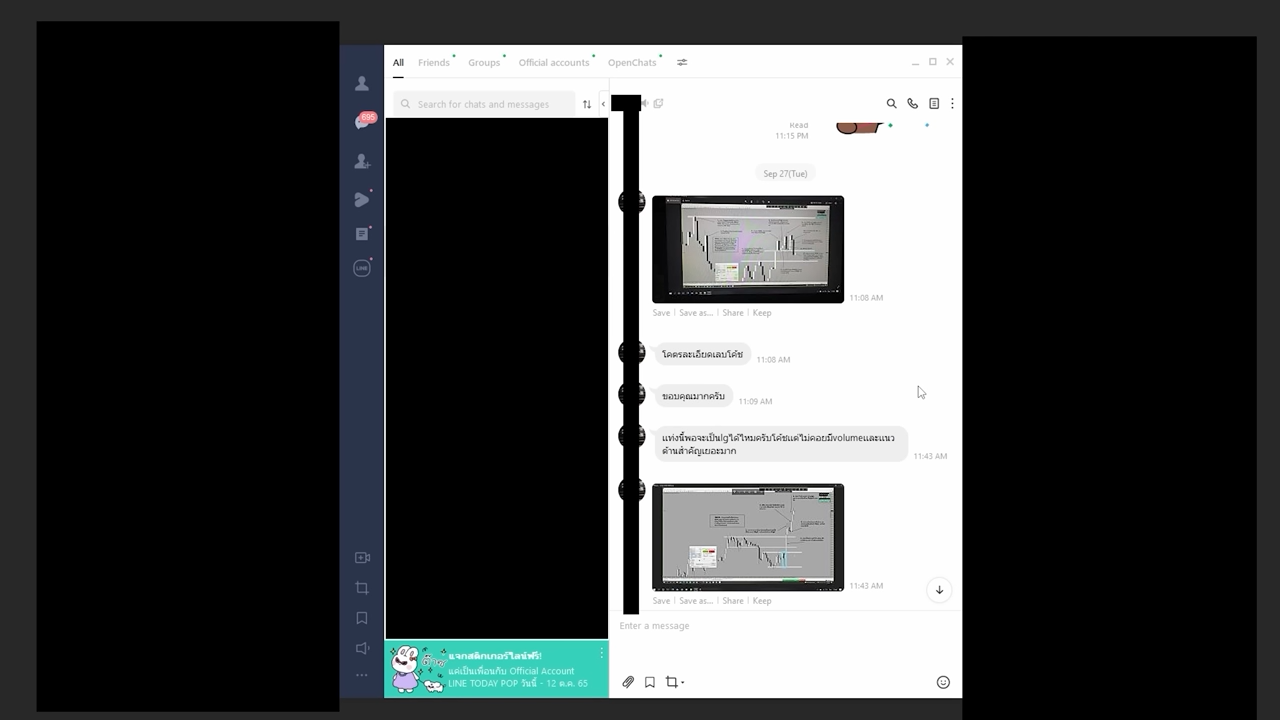 All
Friends
Groups
Official accounts
OpenChats
Search for chats and messages
695
Read
11:15 PM
Sep 27(Tue)
11:08 AM
Save | Save as... | Share | Keep
โคตรละเอียดเลบโค้ช
11:08 AM
ขอบคุณมากครับ
11:09 AM
แท่งนี้พอจะเป็นlgได้ไหมครับโค้ชแต่ไม่คอยมีvolumeและแนว
ต้านสำคัญเยอะมาก
11:43 AM
11:43 AM
Save | Save as... | Share | Keep
LINE
Enter a message
แจกสติกเกอร์ไลน์ฟรี!
แค่เป็นเพื่อนกับ Official Account
LINE TODAY POP วันนี้ - 12 ต.ค. 65